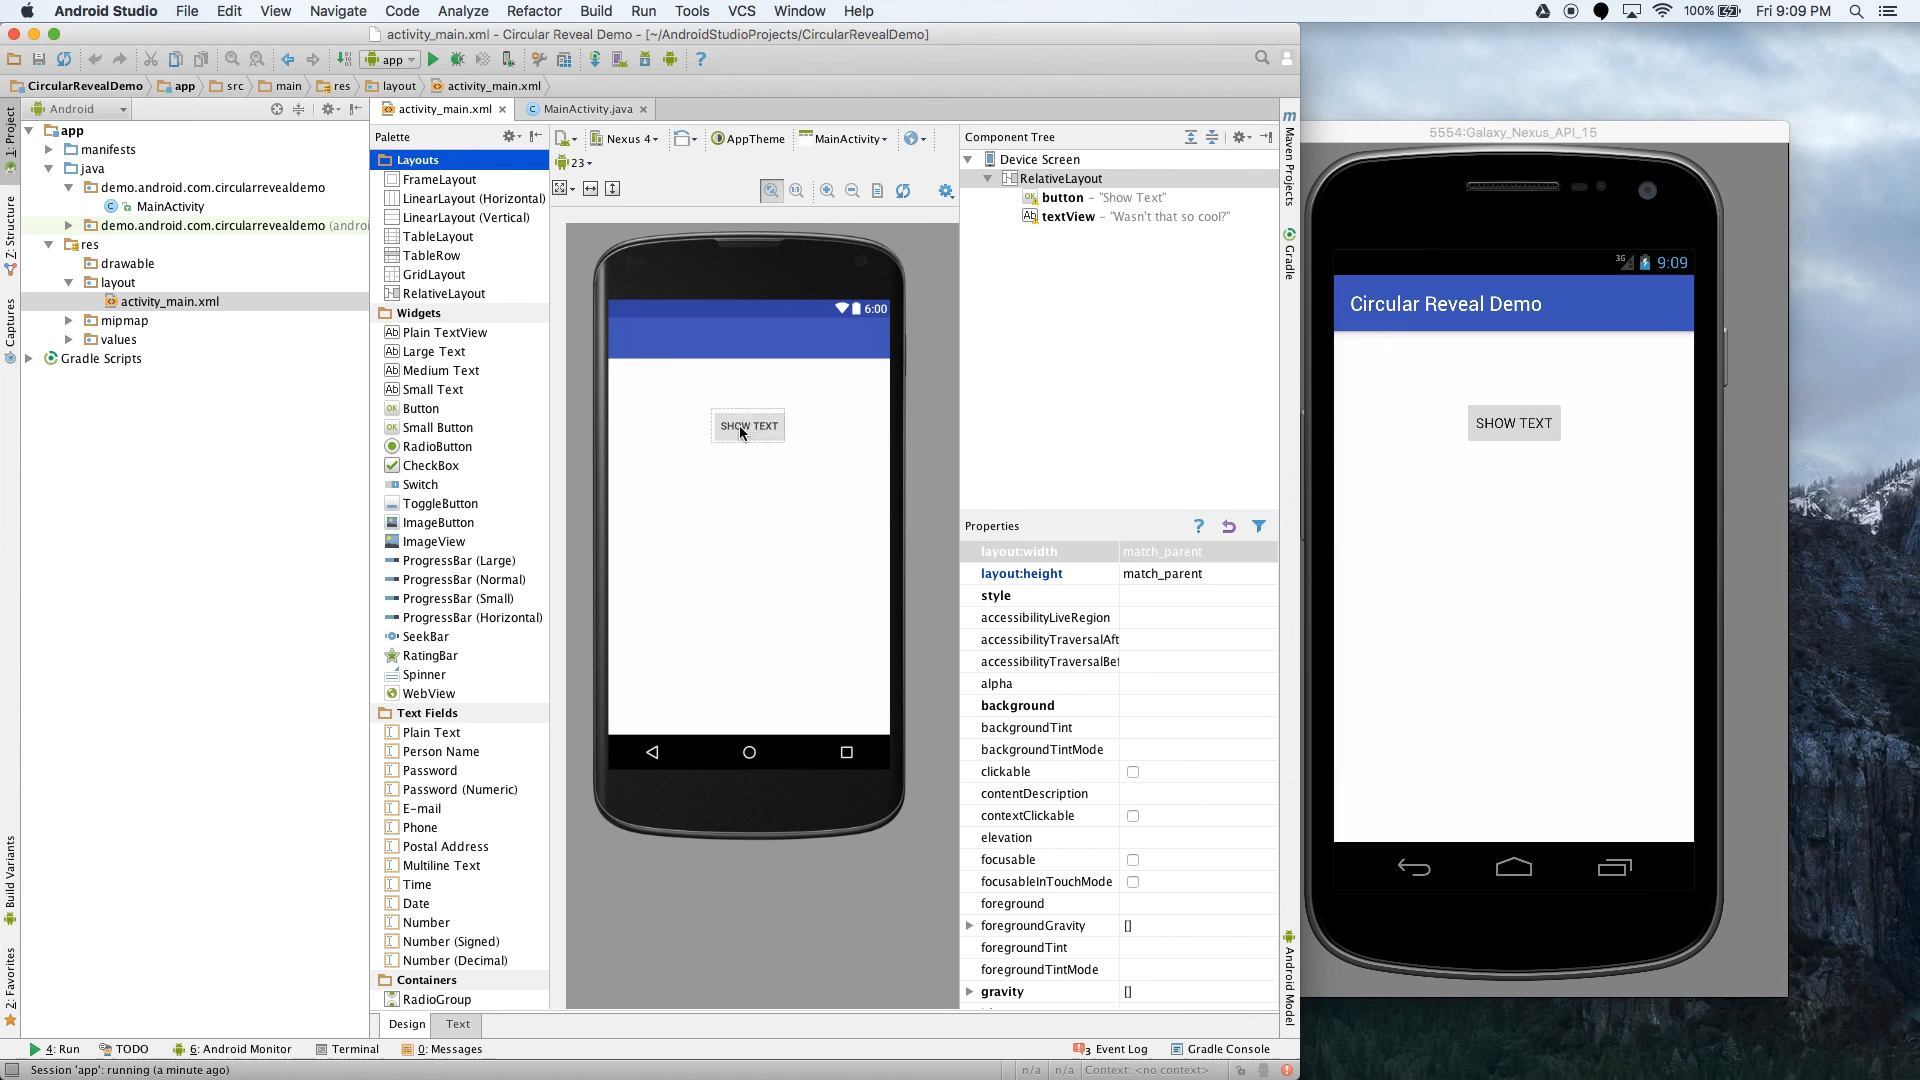 Android Studio File Edit View Navigate Code Analyze Refactor Build Run Tools VCS Window Help 100% Fri 9:09 PM
activity_main.xml - Circular Reveal Demo - [~/AndroidStudioProjects/CircularRevealDemo]
app
CircularRevealDemo app src main res layout activity_main.xml
Android
activity_main.xml MainActivity.java
1: Project
Z: Structure
Captures
Build Variants
2: Favorites
app
manifests
java
demo.android.com.circularrevealdemo
MainActivity
demo.android.com.circularrevealdemo (androi
res
drawable
layout
activity_main.xml
mipmap
values
Gradle Scripts
Palette
Layouts
FrameLayout
LinearLayout (Horizontal)
LinearLayout (Vertical)
TableLayout
TableRow
GridLayout
RelativeLayout
Widgets
Plain TextView
Large Text
Medium Text
Small Text
Button
Small Button
RadioButton
CheckBox
Switch
ToggleButton
ImageButton
ImageView
ProgressBar (Large)
ProgressBar (Normal)
ProgressBar (Small)
ProgressBar (Horizontal)
SeekBar
RatingBar
Spinner
WebView
Text Fields
Plain Text
Person Name
Password
Password (Numeric)
E-mail
Phone
Postal Address
Multiline Text
Time
Date
Number
Number (Signed)
Number (Decimal)
Containers
RadioGroup
Nexus 4 AppTheme MainActivity
23
6:00
SHOW TEXT
Design Text
Component Tree
Device Screen
RelativeLayout
button - "Show Text"
textView - "Wasn't that so cool?"
Properties
layout:width match_parent
layout:height match_parent
style
accessibilityLiveRegion
accessibilityTraversalAft
accessibilityTraversalBef
alpha
background
backgroundTint
backgroundTintMode
clickable
contentDescription
contextClickable
elevation
focusable
focusableInTouchMode
foreground
foregroundGravity []
foregroundTint
foregroundTintMode
gravity []
Maven Projects
Gradle
Android Model
4: Run TODO 6: Android Monitor Terminal 0: Messages 3 Event Log Gradle Console
Session 'app': running (a minute ago) n/a n/a Context: <no context>
5554:Galaxy_Nexus_API_15
3G 9:09
Circular Reveal Demo
SHOW TEXT